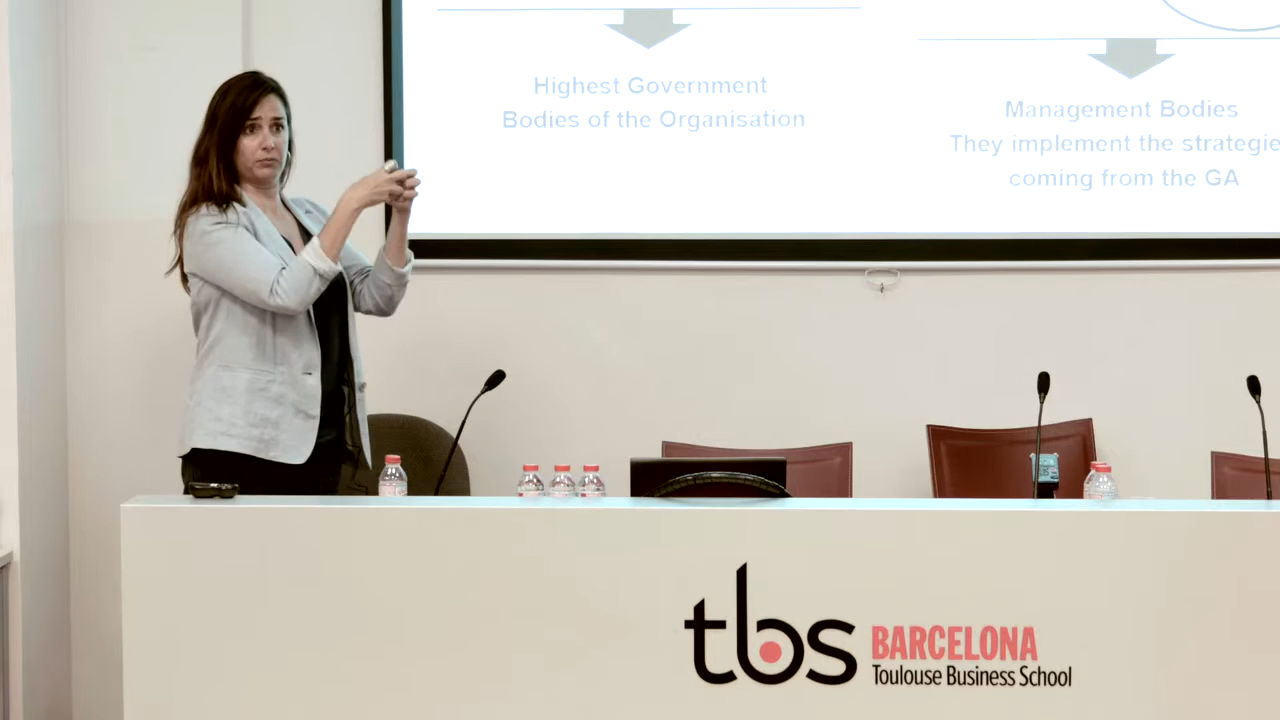 Highest Government
Bodies of the Organisation
Management Bodies
They implement the strategie
coming from the GA
tbs
BARCELONA
Toulouse Business School